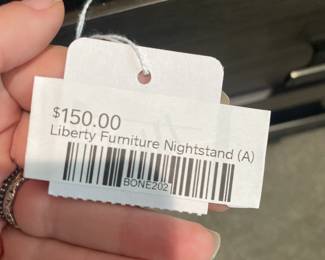 $150.00
Liberty Furniture Nightstand (A)
BONE202